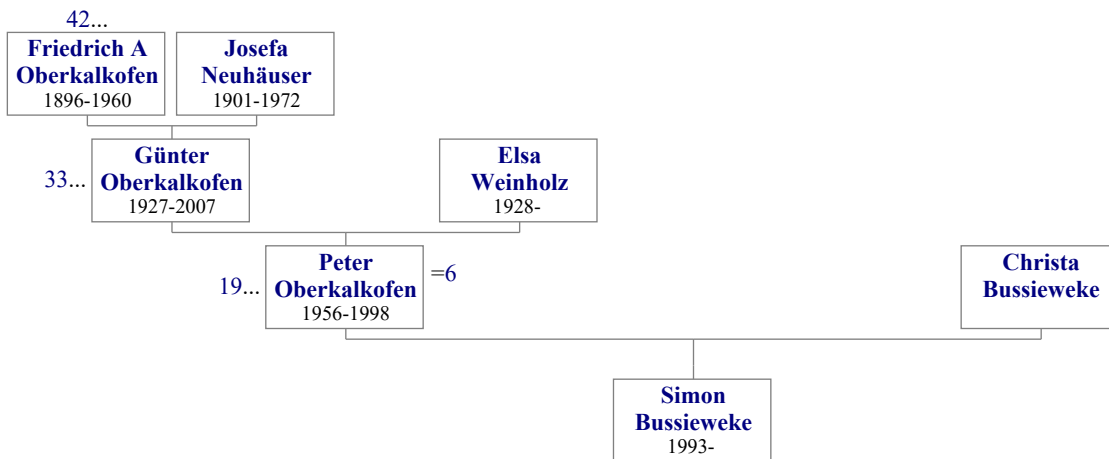 42...
Friedrich A
Oberkalkofen
1896-1960
Josefa
Neuhäuser
1901-1972
33...
Günter
Oberkalkofen
1927-2007
Elsa
Weinholz
1928-
19...
Peter
Oberkalkofen
1956-1998
=6
Christa
Bussieweke
Simon
Bussieweke
1993-